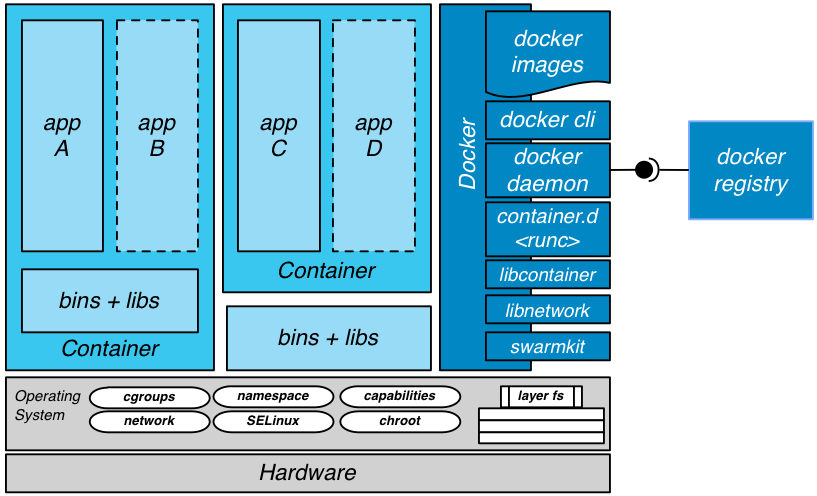 app
A
app
B
bins + libs
Container
app
C
app
D
Container
bins + libs
Docker
docker
images
docker cli
docker
daemon
container.d
<runc>
libcontainer
libnetwork
swarmkit
docker
registry
Operating
System
cgroups
namespace
capabilities
network
SELinux
chroot
layer fs
Hardware